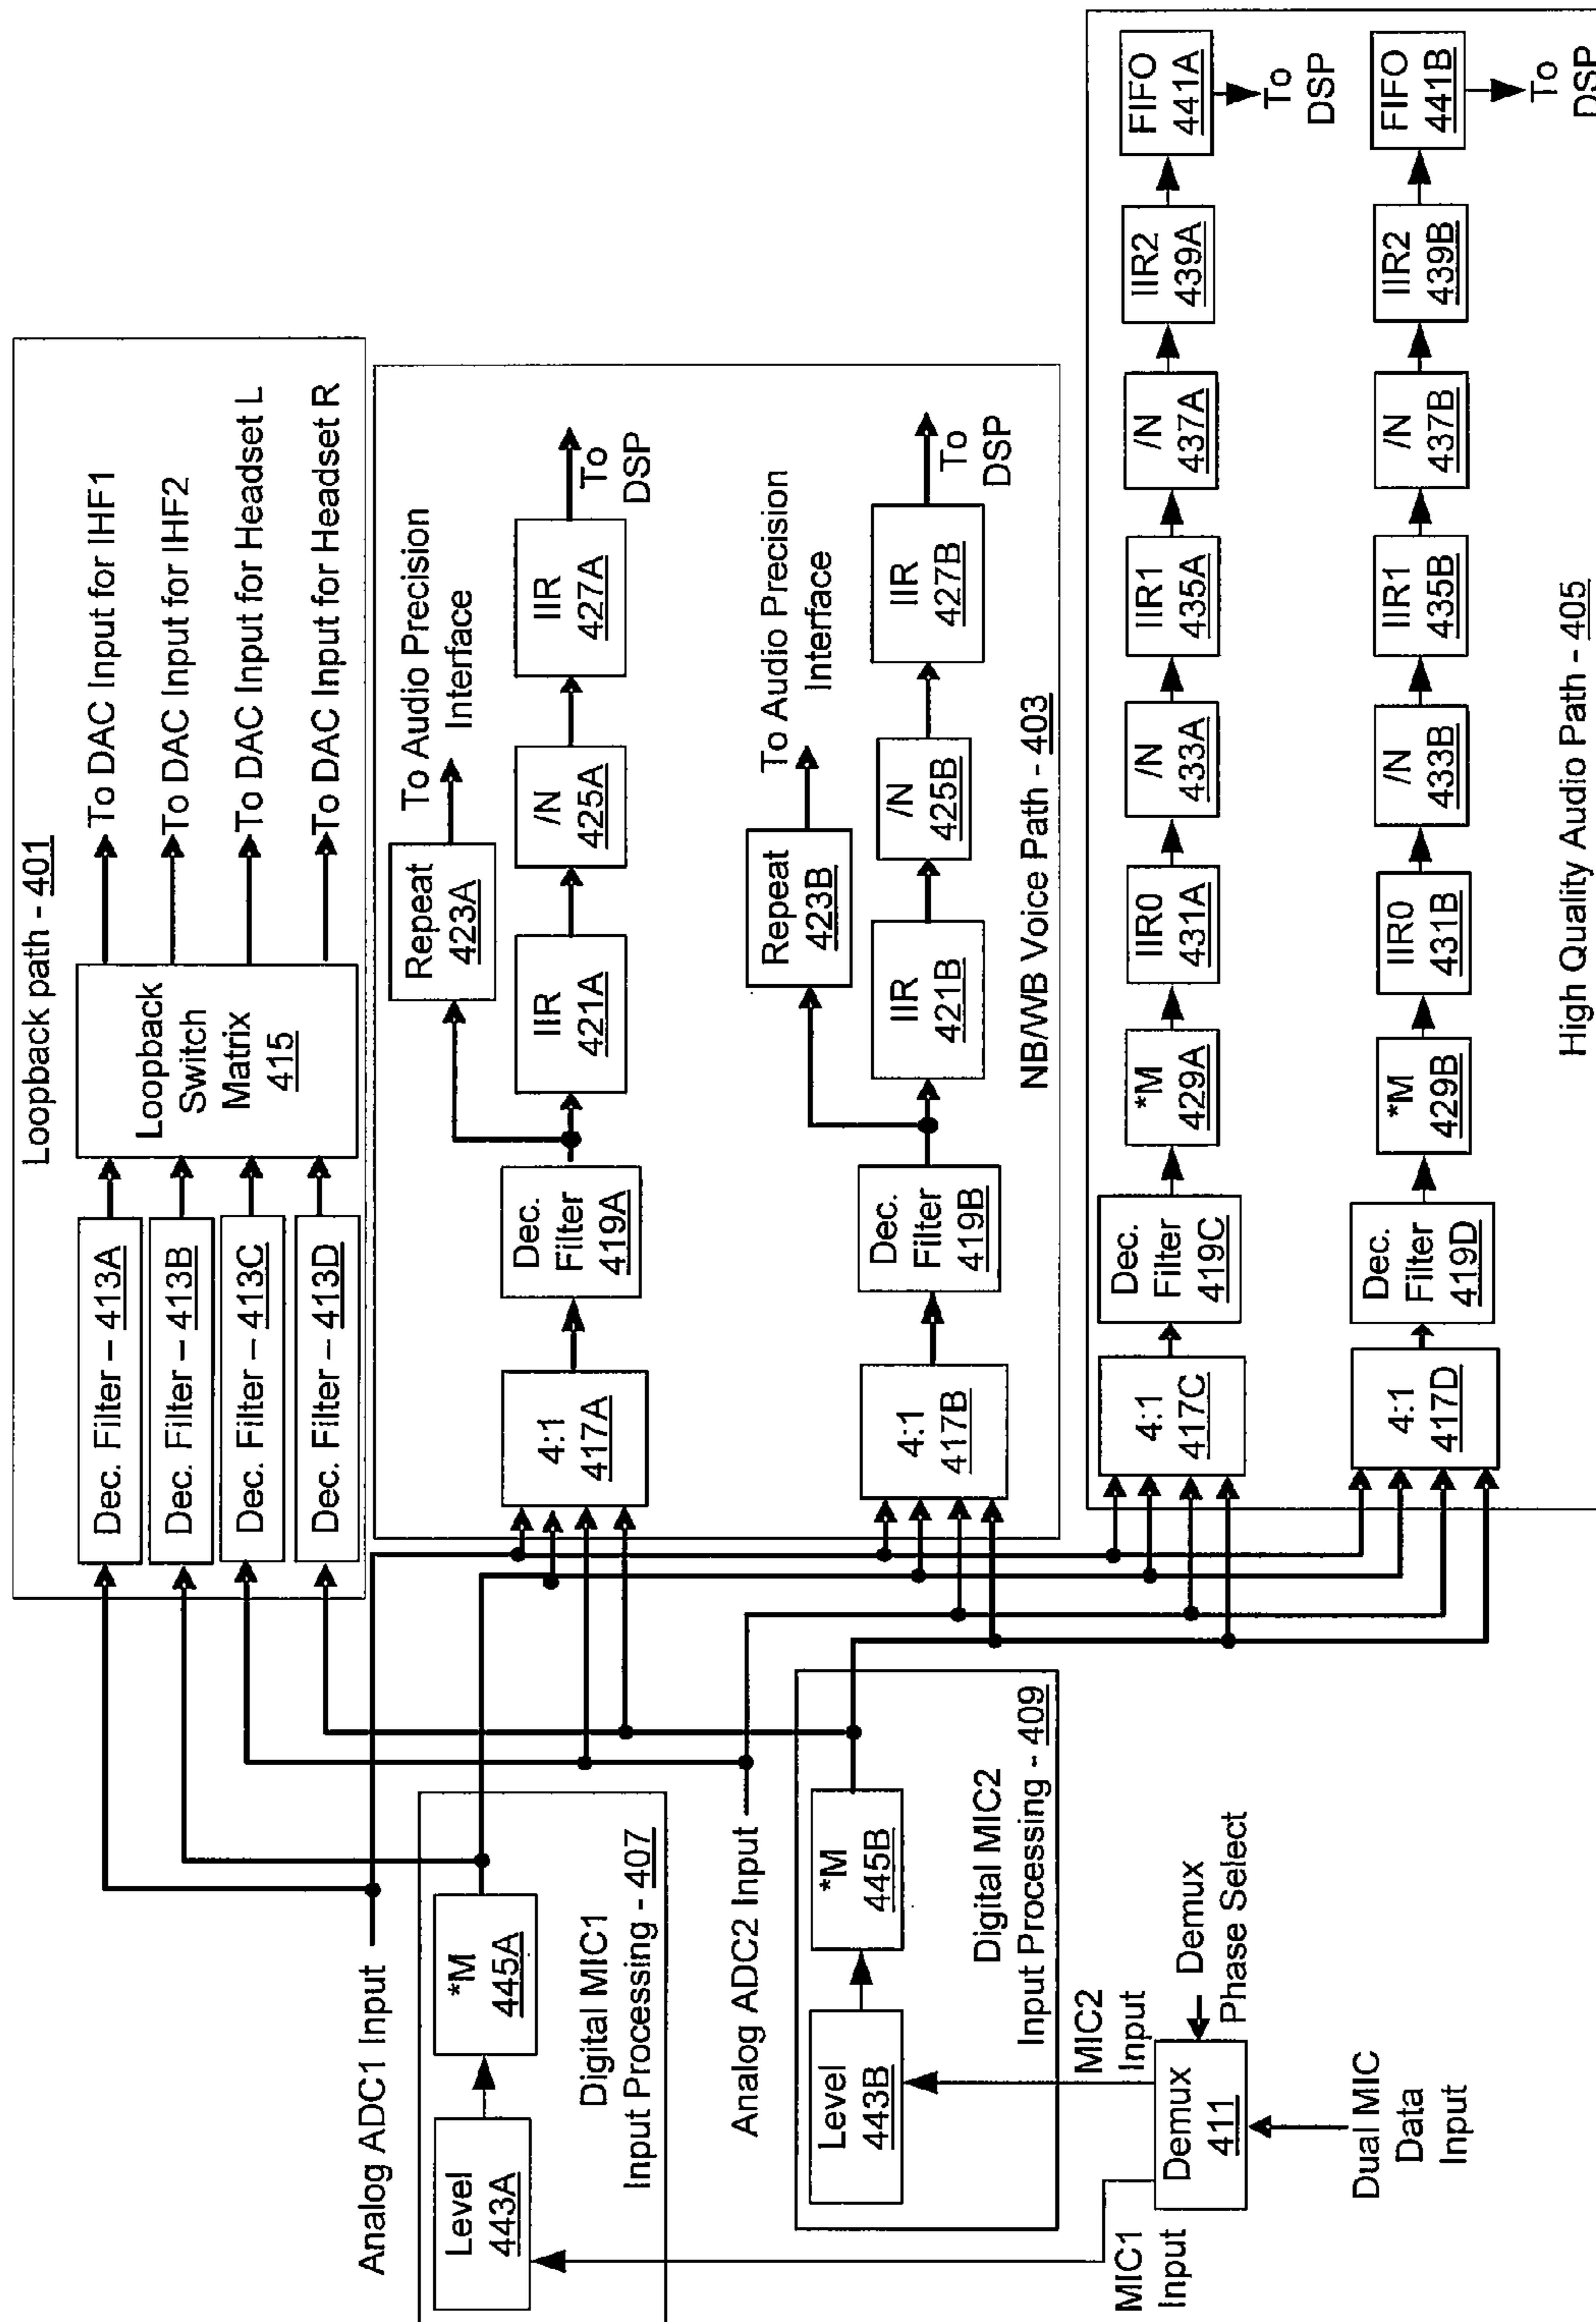 Loopback path - 401
Dec. Filter – 413A
Dec. Filter – 413B
Dec. Filter – 413C
Dec. Filter – 413D
Loopback
Switch
Matrix
415
To DAC Input for IHF1
To DAC Input for IHF2
To DAC Input for Headset L
To DAC Input for Headset R
4:1
417A
Dec.
Filter
419A
Repeat
423A
To Audio Precision
Interface
IIR
421A
/N
425A
IIR
427A
To
DSP
4:1
417B
Dec.
Filter
419B
Repeat
423B
To Audio Precision
Interface
IIR
421B
/N
425B
IIR
427B
To
DSP
NB/WB Voice Path - 403
4:1
417C
Dec.
Filter
419C
*M
429A
IIR0
431A
/N
433A
IIR1
435A
/N
437A
IIR2
439A
FIFO
441A
To
DSP
4:1
417D
Dec.
Filter
419D
*M
429B
IIR0
431B
/N
433B
IIR1
435B
/N
437B
IIR2
439B
FIFO
441B
To
DSP
High Quality Audio Path - 405
Analog ADC1 Input
Level
443A
*M
445A
Digital MIC1
Input Processing - 407
Analog ADC2 Input
Level
443B
*M
445B
Digital MIC2
Input Processing - 409
MIC1
Input
MIC2
Input
Demux
411
Demux
Phase Select
Dual MIC
Data
Input